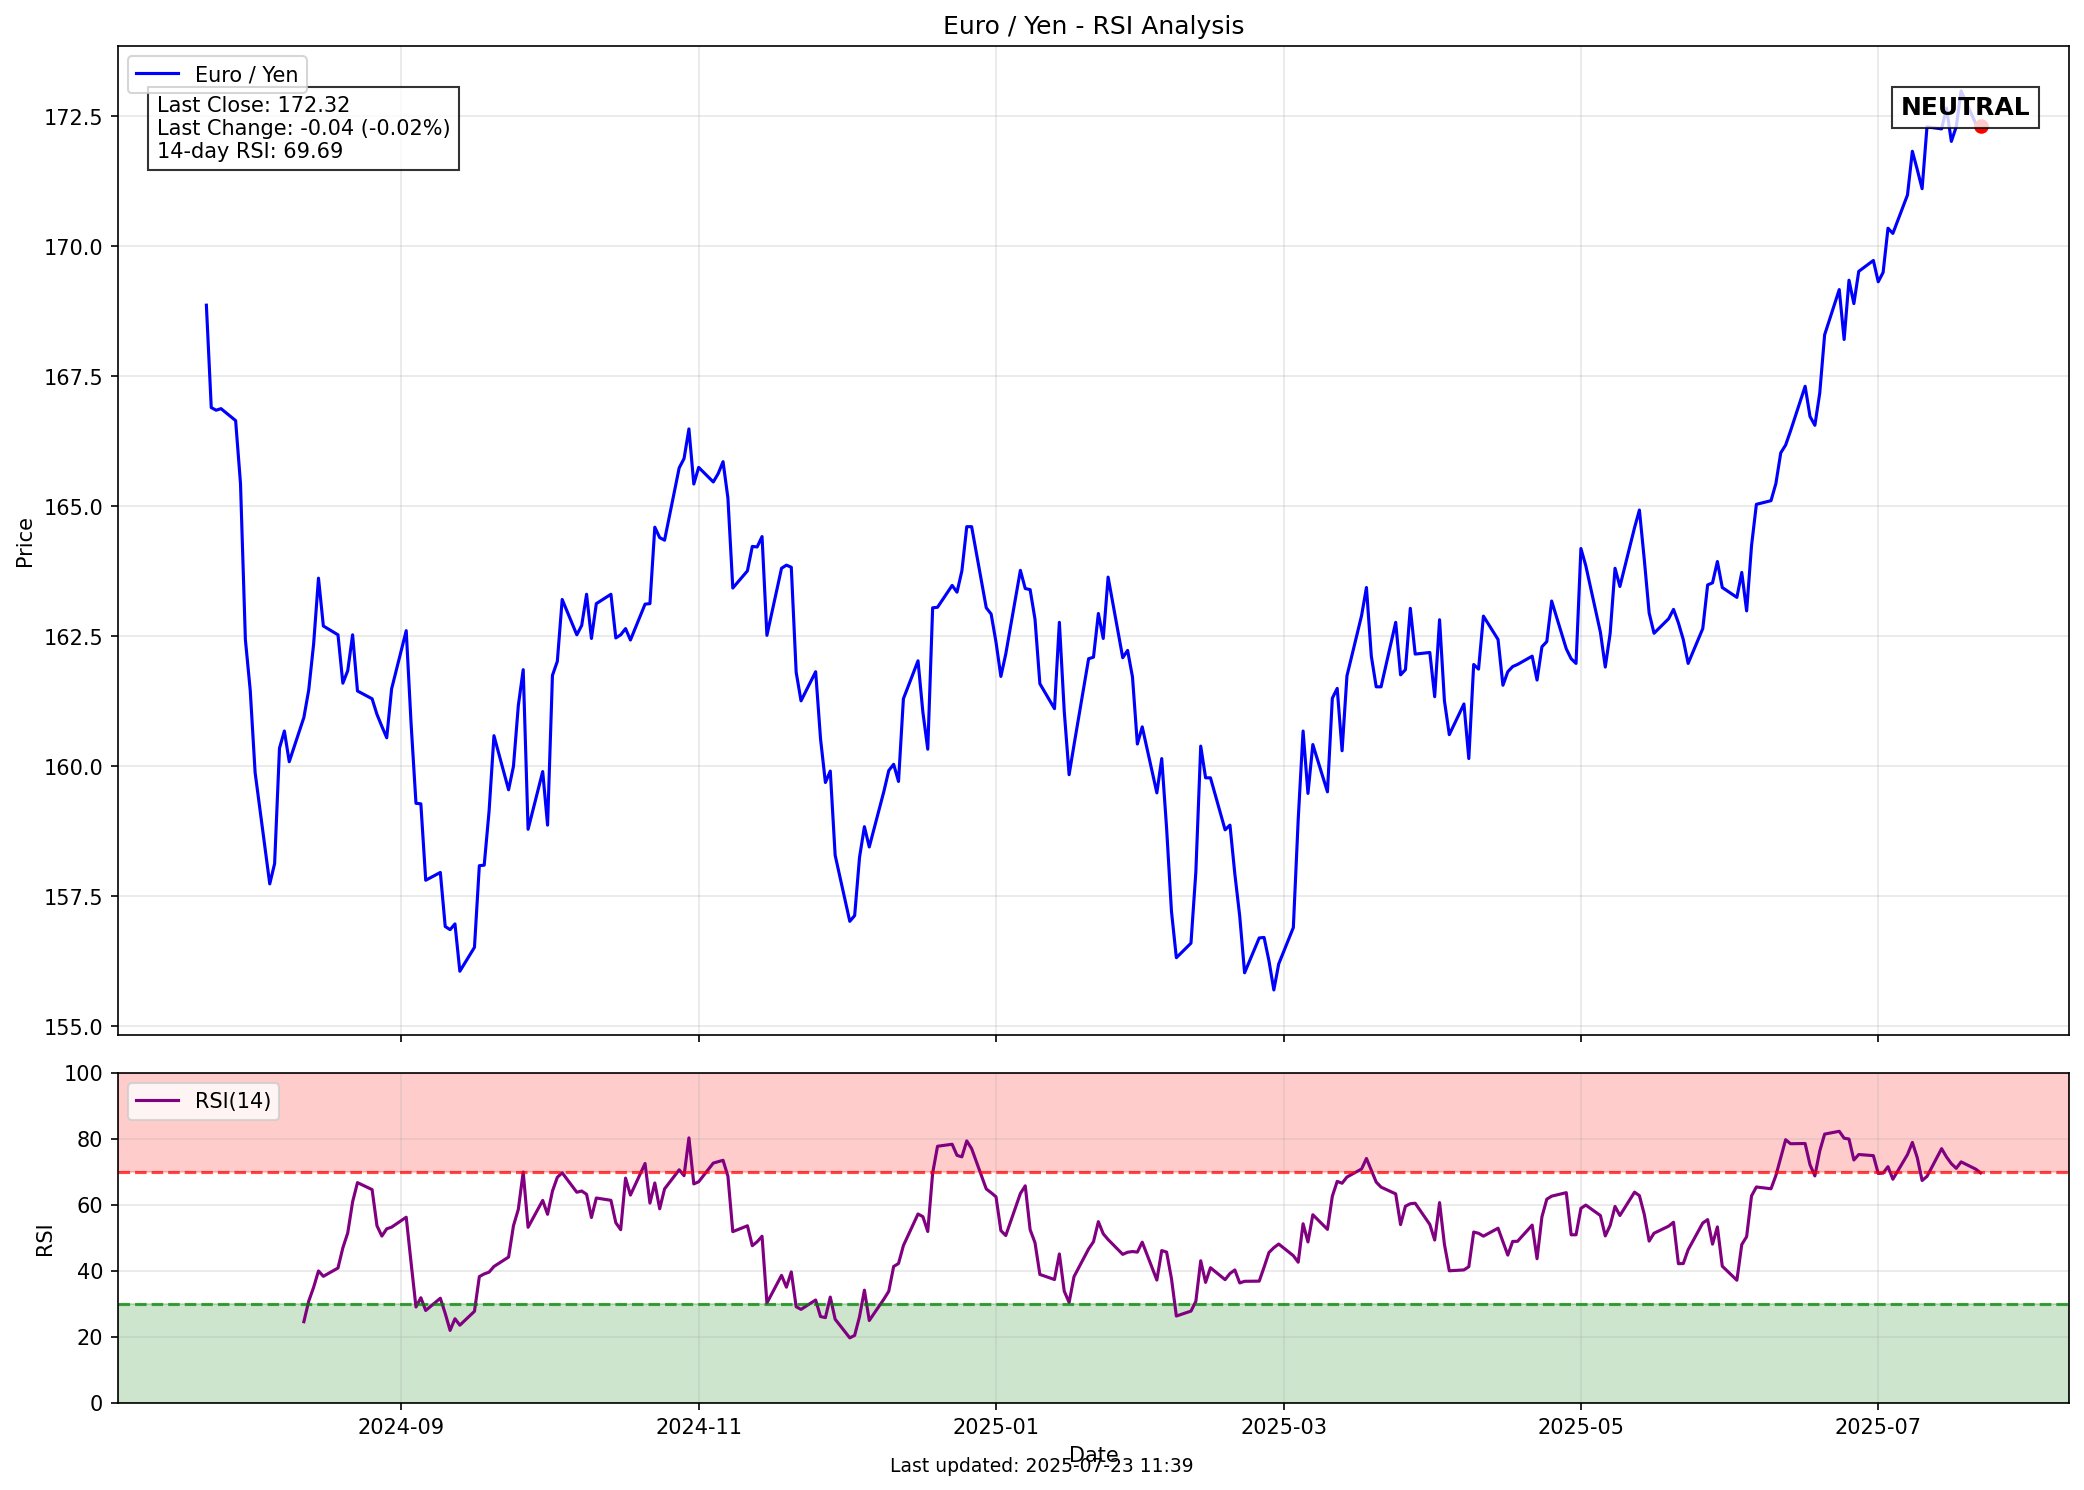 Euro / Yen - RSI Analysis
Euro / Yen
Last Close: 172.32
Last Change: -0.04 (-0.02%)
14-day RSI: 69.69
NEUTRAL
172.5
170.0
167.5
165.0
162.5
160.0
157.5
155.0
Price
RSI(14)
100
80
60
40
20
0
RSI
2024-09
2024-11
2025-01
2025-03
2025-05
2025-07
Date
Last updated: 2025-07-23 11:39